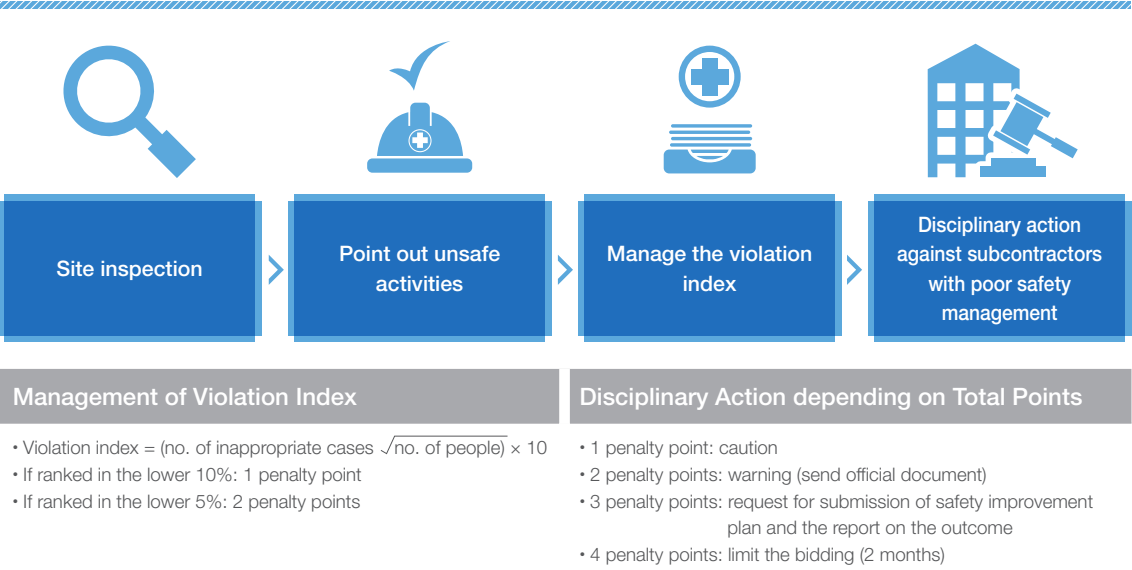 Site inspection
Point out unsafe
activities
Manage the violation
index
Disciplinary action
against subcontractors
with poor safety
management
Management of Violation Index
• Violation index = (no. of inappropriate cases √no. of people) × 10
• If ranked in the lower 10%: 1 penalty point
• If ranked in the lower 5%: 2 penalty points
Disciplinary Action depending on Total Points
• 1 penalty point: caution
• 2 penalty points: warning (send official document)
• 3 penalty points: request for submission of safety improvement
plan and the report on the outcome
• 4 penalty points: limit the bidding (2 months)